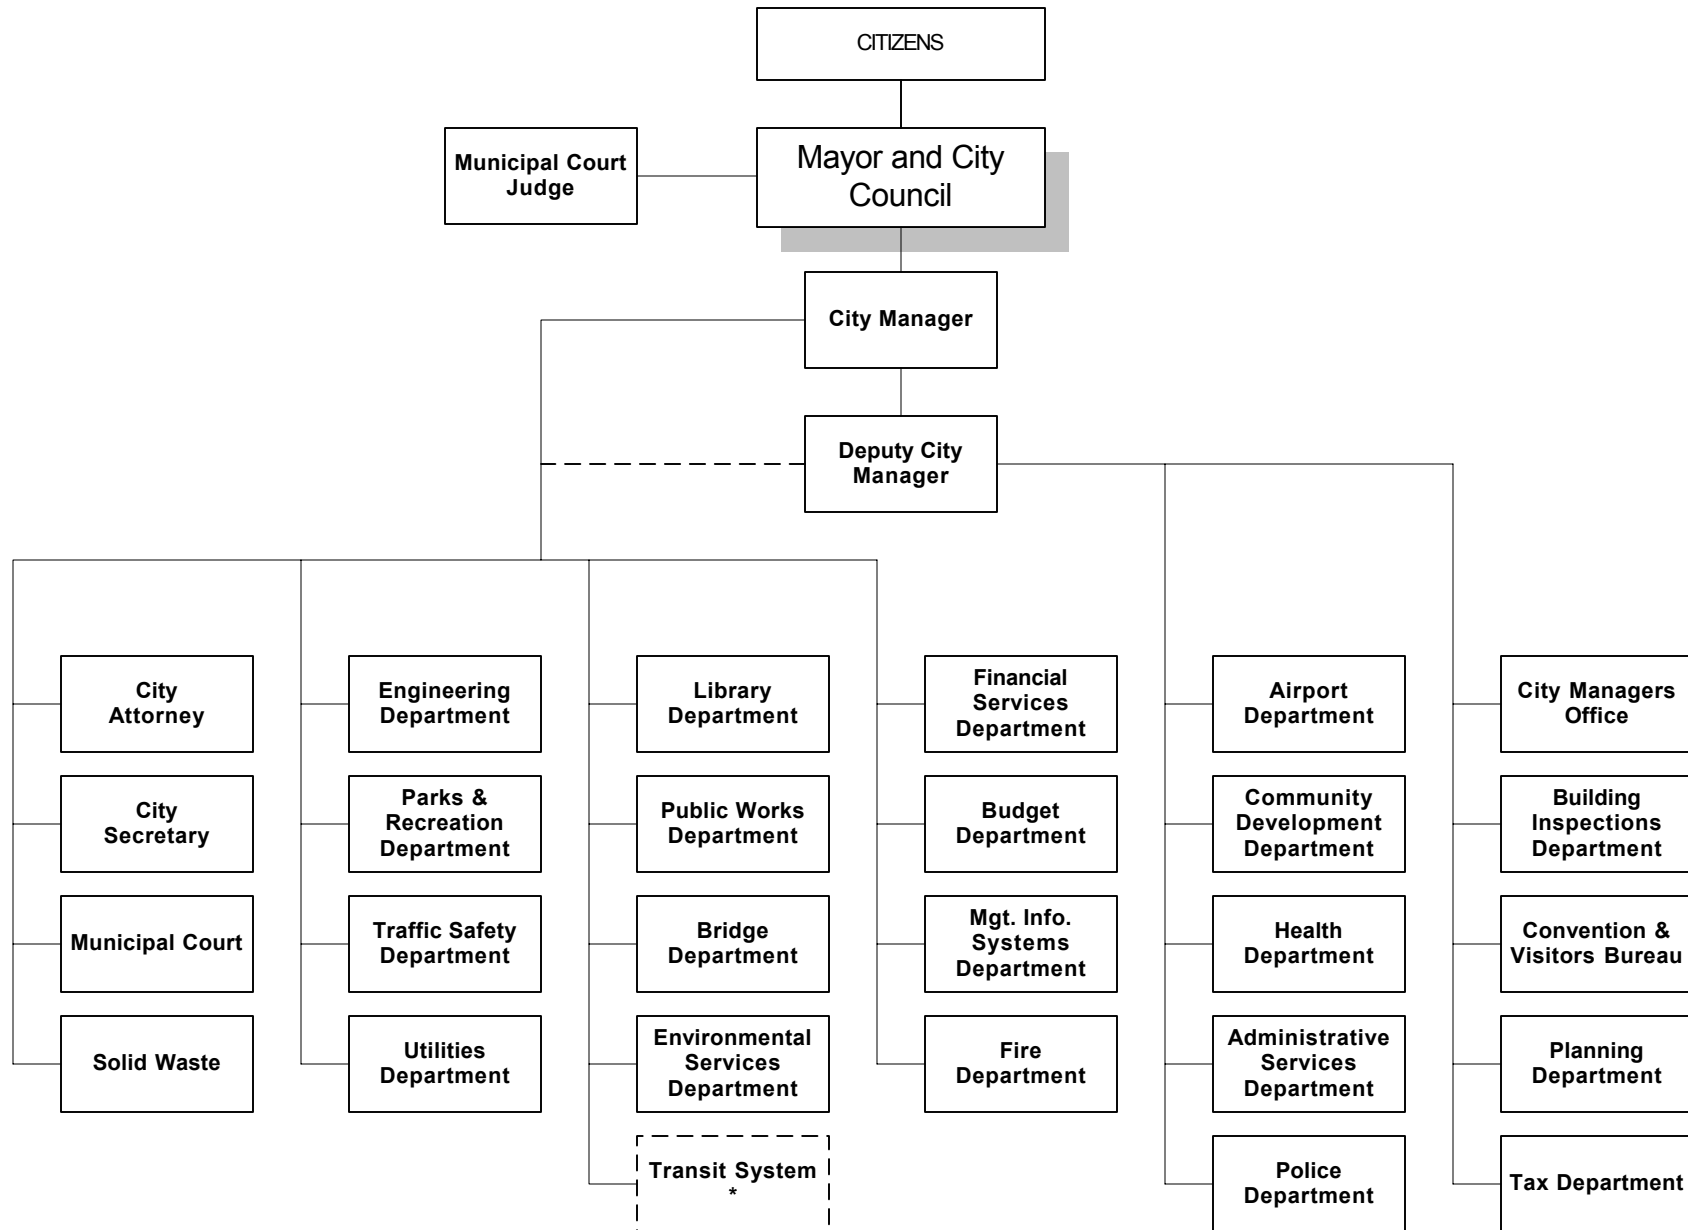 CITIZENS
Municipal Court
Judge
Mayor and City
Council
City Manager
Deputy City
Manager
City
Attorney
City
Secretary
Municipal Court
Solid Waste
Engineering
Department
Parks &
Recreation
Department
Traffic Safety
Department
Utilities
Department
Library
Department
Public Works
Department
Bridge
Department
Environmental
Services
Department
Transit System
*
Financial
Services
Department
Budget
Department
Mgt. Info.
Systems
Department
Fire
Department
Airport
Department
Community
Development
Department
Health
Department
Administrative
Services
Department
Police
Department
City Managers
Office
Building
Inspections
Department
Convention &
Visitors Bureau
Planning
Department
Tax Department